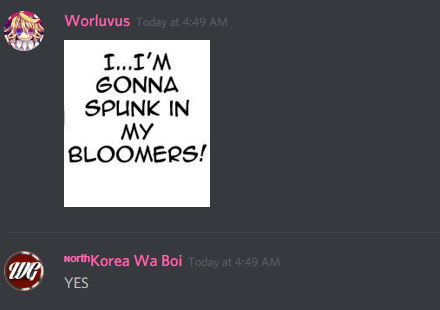 Worluvus Today at 4:49 AM
I...I'M
GONNA
SPUNK IN
MY
BLOOMERS!
WG
ᴺᵒʳᵗʰKorea Wa Boi Today at 4:49 AM
YES